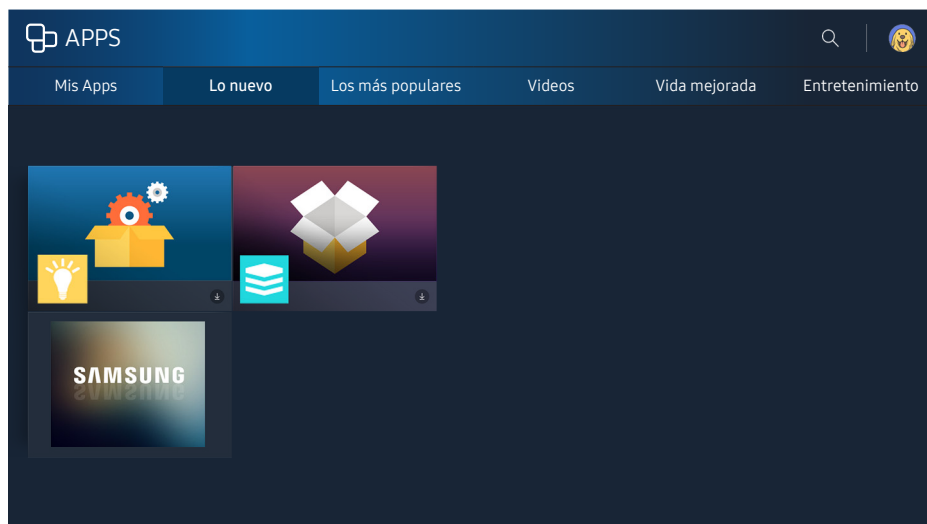 APPS
Mis Apps Lo nuevo Los más populares Videos Vida mejorada Entretenimiento
SAMSUNG